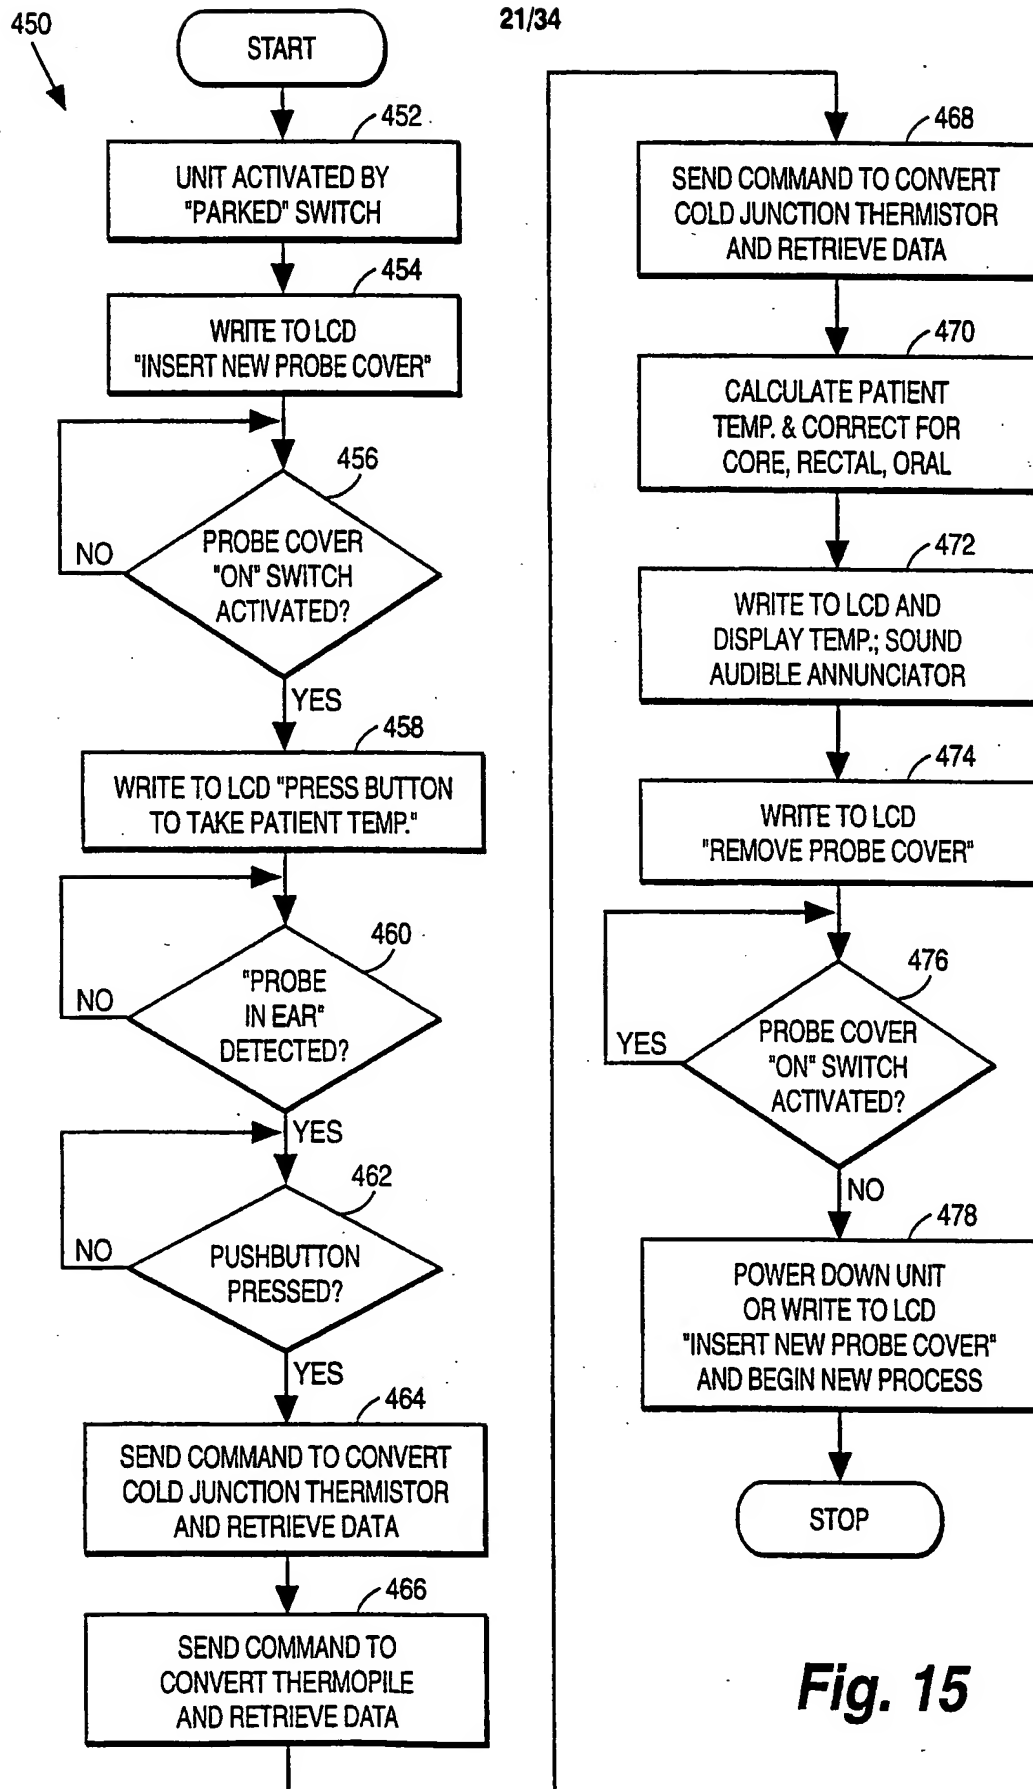 21/34
450
START
452
UNIT ACTIVATED BY
"PARKED" SWITCH
454
WRITE TO LCD
"INSERT NEW PROBE COVER"
456
PROBE COVER
"ON" SWITCH
ACTIVATED?
NO
YES
458
WRITE TO LCD "PRESS BUTTON
TO TAKE PATIENT TEMP."
460
"PROBE
IN EAR"
DETECTED?
NO
YES
462
PUSHBUTTON
PRESSED?
NO
YES
464
SEND COMMAND TO CONVERT
COLD JUNCTION THERMISTOR
AND RETRIEVE DATA
466
SEND COMMAND TO
CONVERT THERMOPILE
AND RETRIEVE DATA
468
SEND COMMAND TO CONVERT
COLD JUNCTION THERMISTOR
AND RETRIEVE DATA
470
CALCULATE PATIENT
TEMP. & CORRECT FOR
CORE, RECTAL, ORAL
472
WRITE TO LCD AND
DISPLAY TEMP.; SOUND
AUDIBLE ANNUNCIATOR
474
WRITE TO LCD
"REMOVE PROBE COVER"
476
PROBE COVER
"ON" SWITCH
ACTIVATED?
YES
NO
478
POWER DOWN UNIT
OR WRITE TO LCD
"INSERT NEW PROBE COVER"
AND BEGIN NEW PROCESS
STOP
Fig. 15